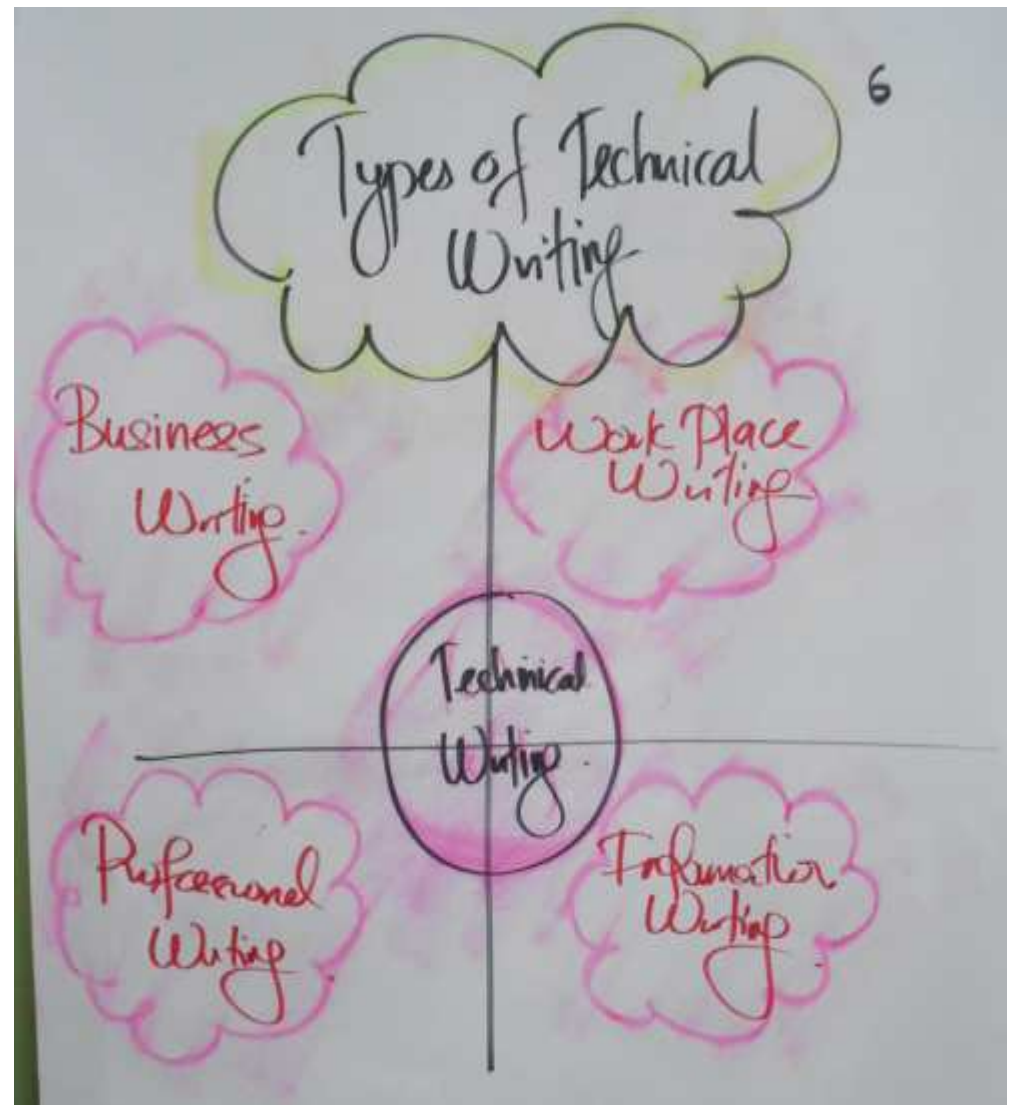 6
Types of Technical
Writing
Business
Writing.
Work Place
Writing
Technical
Writing.
Professional
Writing.
Information
Writing.